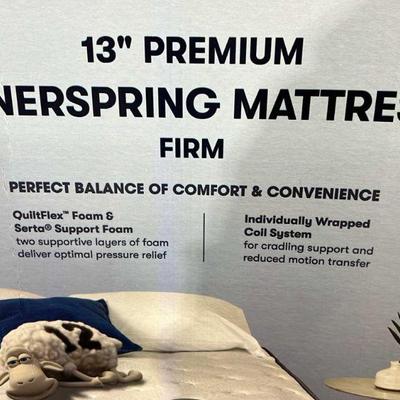 13" PREMIUM
NERSPRING MATTRES
FIRM
PERFECT BALANCE OF COMFORT & CONVENIENCE
QuiltFlex™ Foam &
Serta® Support Foam
two supportive layers of foam
deliver optimal pressure relief
Individually Wrapped
Coil System
for cradling support and
reduced motion transfer
12